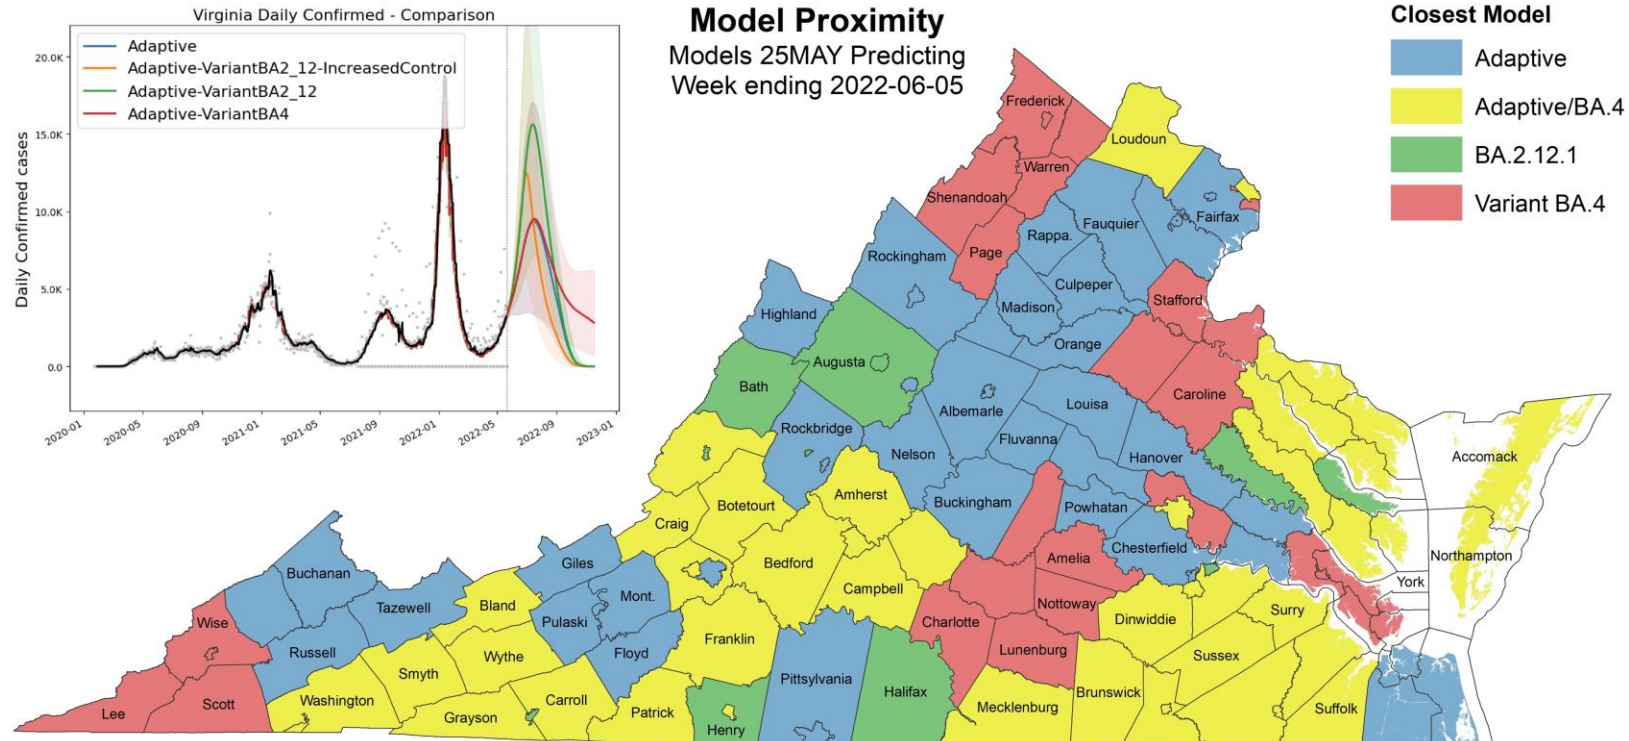 Virginia Daily Confirmed - Comparison
Adaptive
Adaptive-VariantBA2_12-IncreasedControl
Adaptive-VariantBA2_12
Adaptive-VariantBA4
Daily Confirmed cases
20.0K
15.0K
10.0K
5.0K
0.0
2020-01
2020-05
2020-09
2021-01
2021-05
2021-09
2022-01
2022-05
2022-09
2023-01
Model Proximity
Models 25MAY Predicting
Week ending 2022-06-05
Closest Model
Adaptive
Adaptive/BA.4
BA.2.12.1
Variant BA.4
Frederick
Loudoun
Warren
Shenandoah
Fairfax
Fauquier
Rappa.
Page
Rockingham
Culpeper
Stafford
Madison
Highland
Orange
Augusta
Bath
Caroline
Louisa
Albemarle
Rockbridge
Fluvanna
Nelson
Hanover
Accomack
Amherst
Buckingham
Botetourt
Powhatan
Craig
Chesterfield
Amelia
Northampton
Giles
Bedford
Buchanan
York
Campbell
Mont.
Nottoway
Bland
Tazewell
Surry
Dinwiddie
Pulaski
Wise
Charlotte
Franklin
Lunenburg
Russell
Floyd
Wythe
Sussex
Smyth
Pittsylvania
Halifax
Brunswick
Washington
Carroll
Scott
Mecklenburg
Suffolk
Lee
Patrick
Grayson
Henry